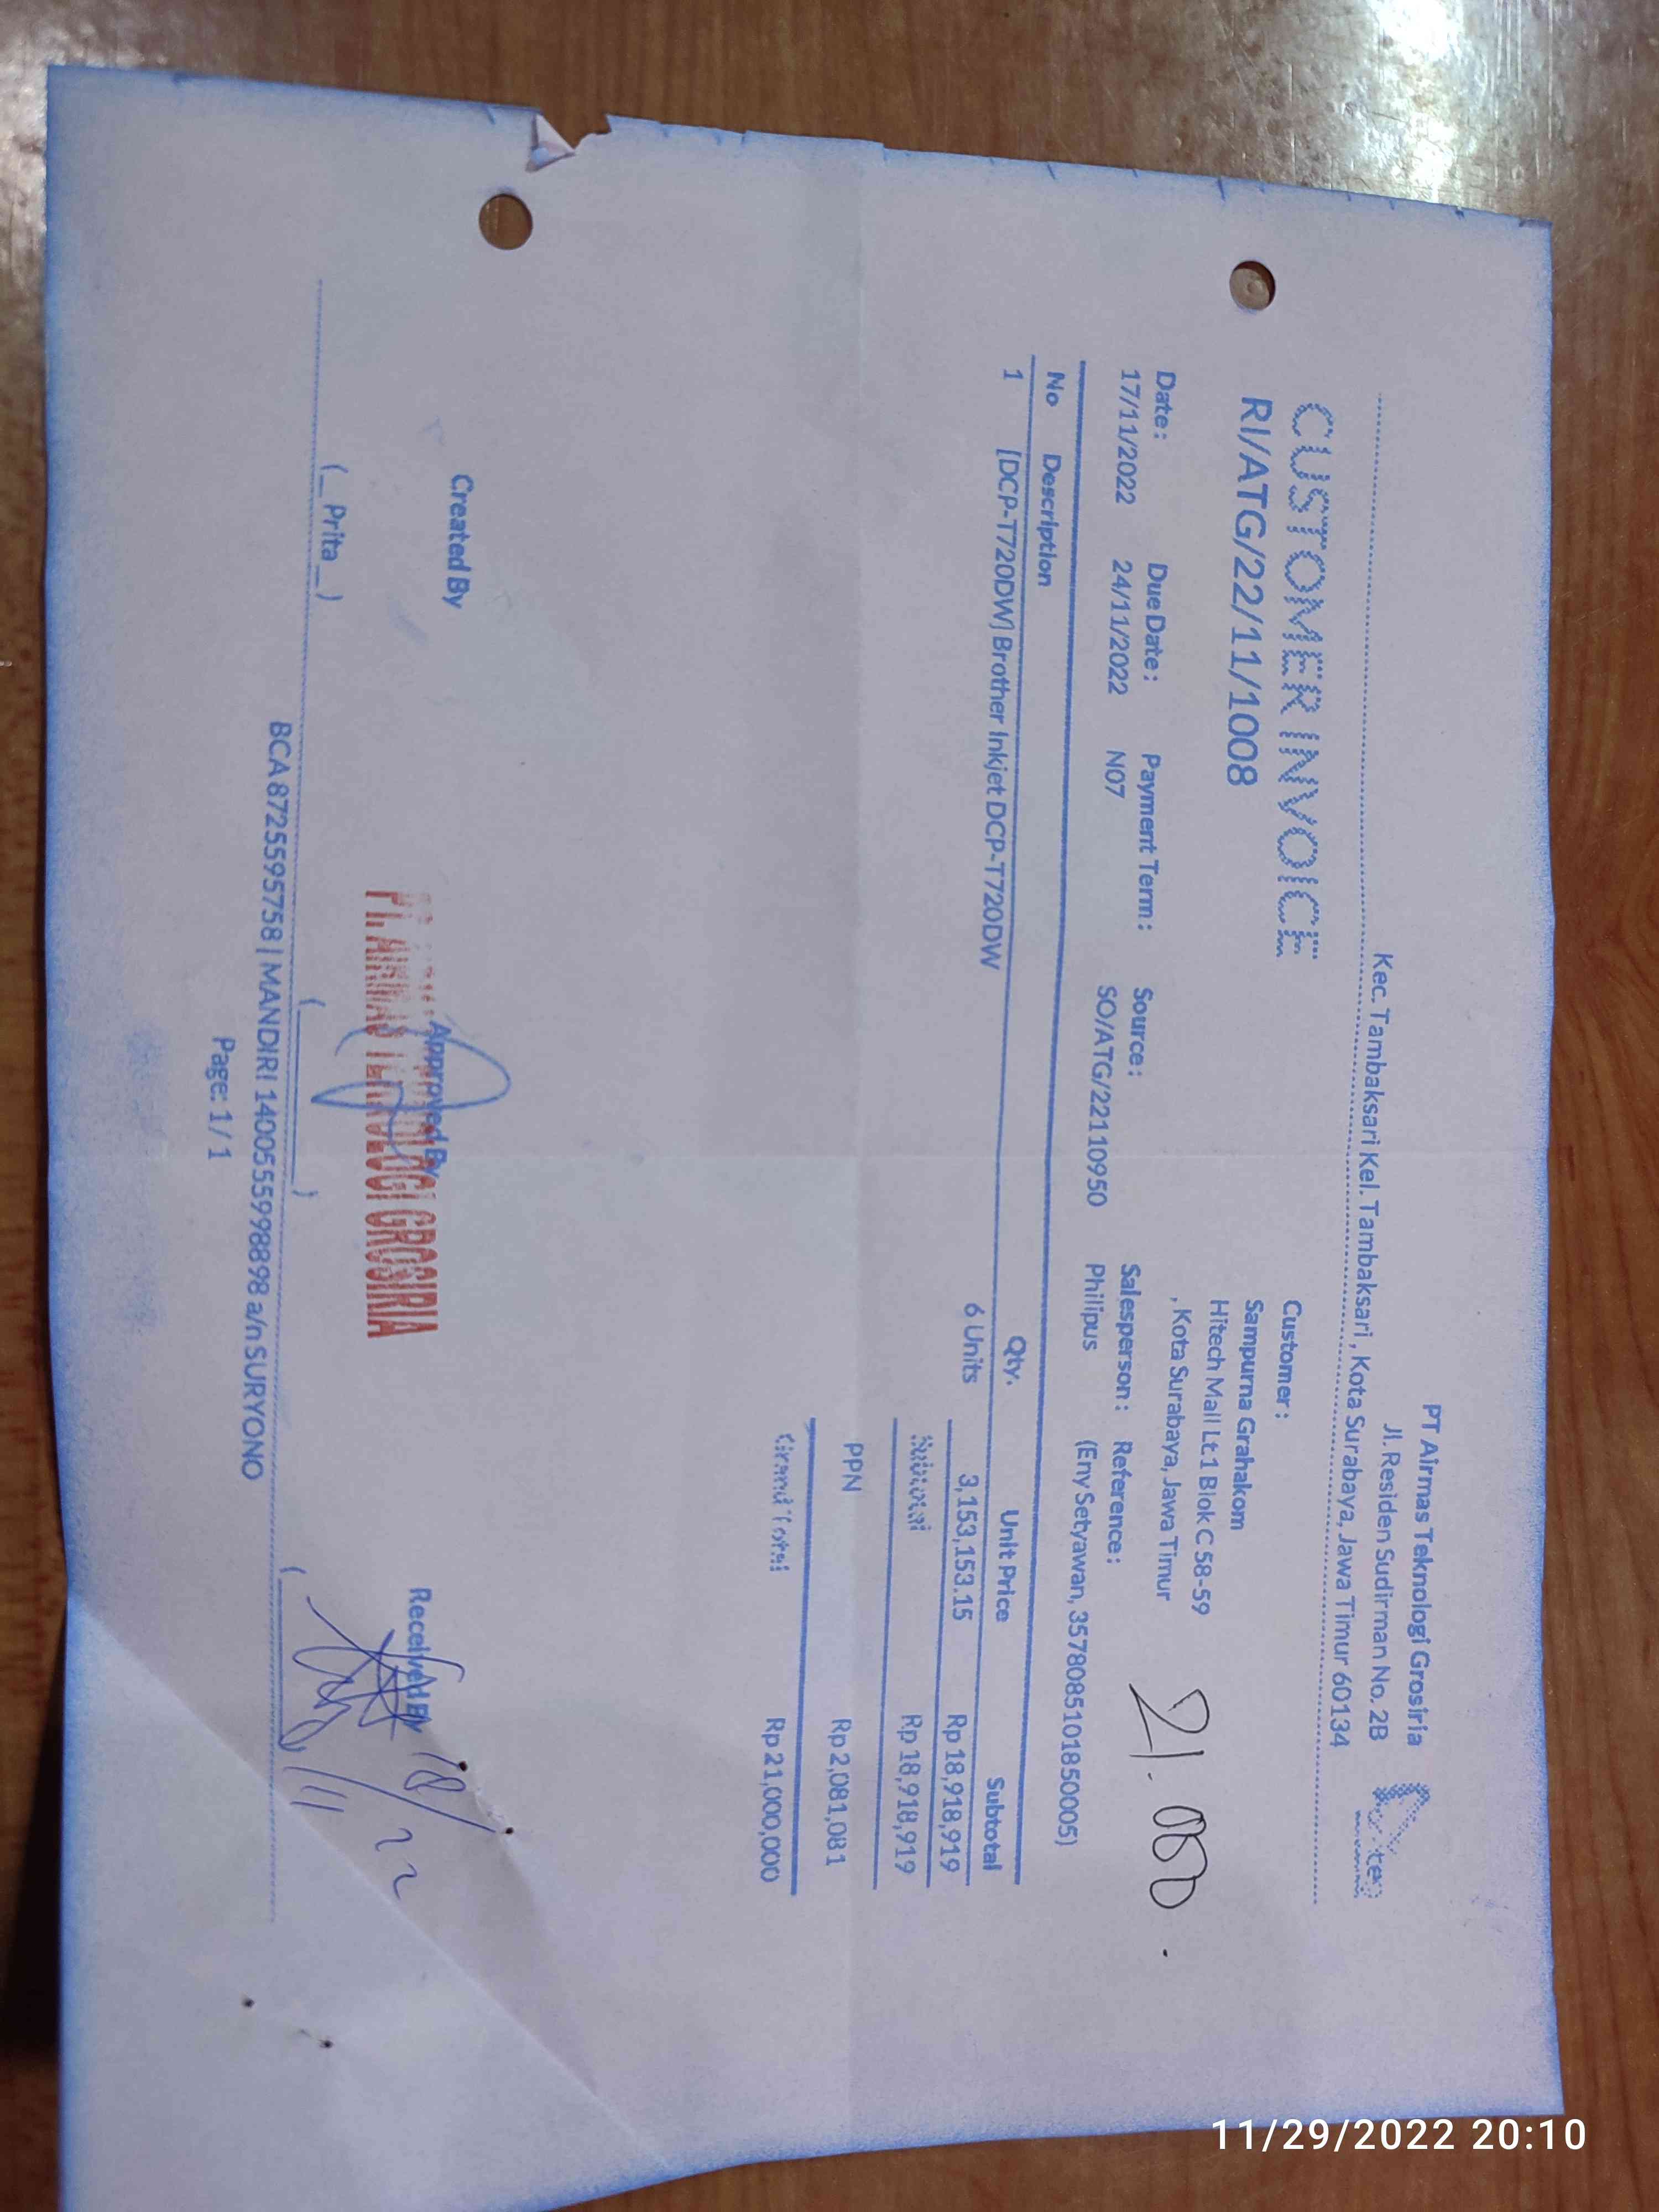 PT Airmas Teknologi Grosiria
Jl. Residen Sudirman No. 2B
Kec. Tambaksari Kel. Tambaksari, Kota Surabaya, Jawa Timur 60134
CUSTOMER INVOICE
RI/ATG/22/11/1008
Customer:
Sampurna Grahakom
Hitech Mall Lt.1 Blok C 58-59
, Kota Surabaya, Jawa Timur
21.000.
Date: Due Date: Payment Term: Source: Salesperson: Reference:
17/11/2022 24/11/2022 N07 SO/ATG/22110950 Philipus (Eny Setyawan, 3578085101850005)
No Description Qty. Unit Price Subtotal
1 [DCP-T720DW] Brother Inkjet DCP-T720DW 6 Units 3,153,153.15 Rp 18,918,919
Subtotal Rp 18,918,919
PPN Rp 2,081,081
Grand Total Rp 21,000,000
Created By Approved By Received By
PT. AIRMAS TEKNOLOGI GROSIRIA
18/11/22
(_ Prita _) (__________) (
BCA 8725595758 | MANDIRI 1400555998898 a/n SURYONO
Page: 1 / 1
11/29/2022 20:10